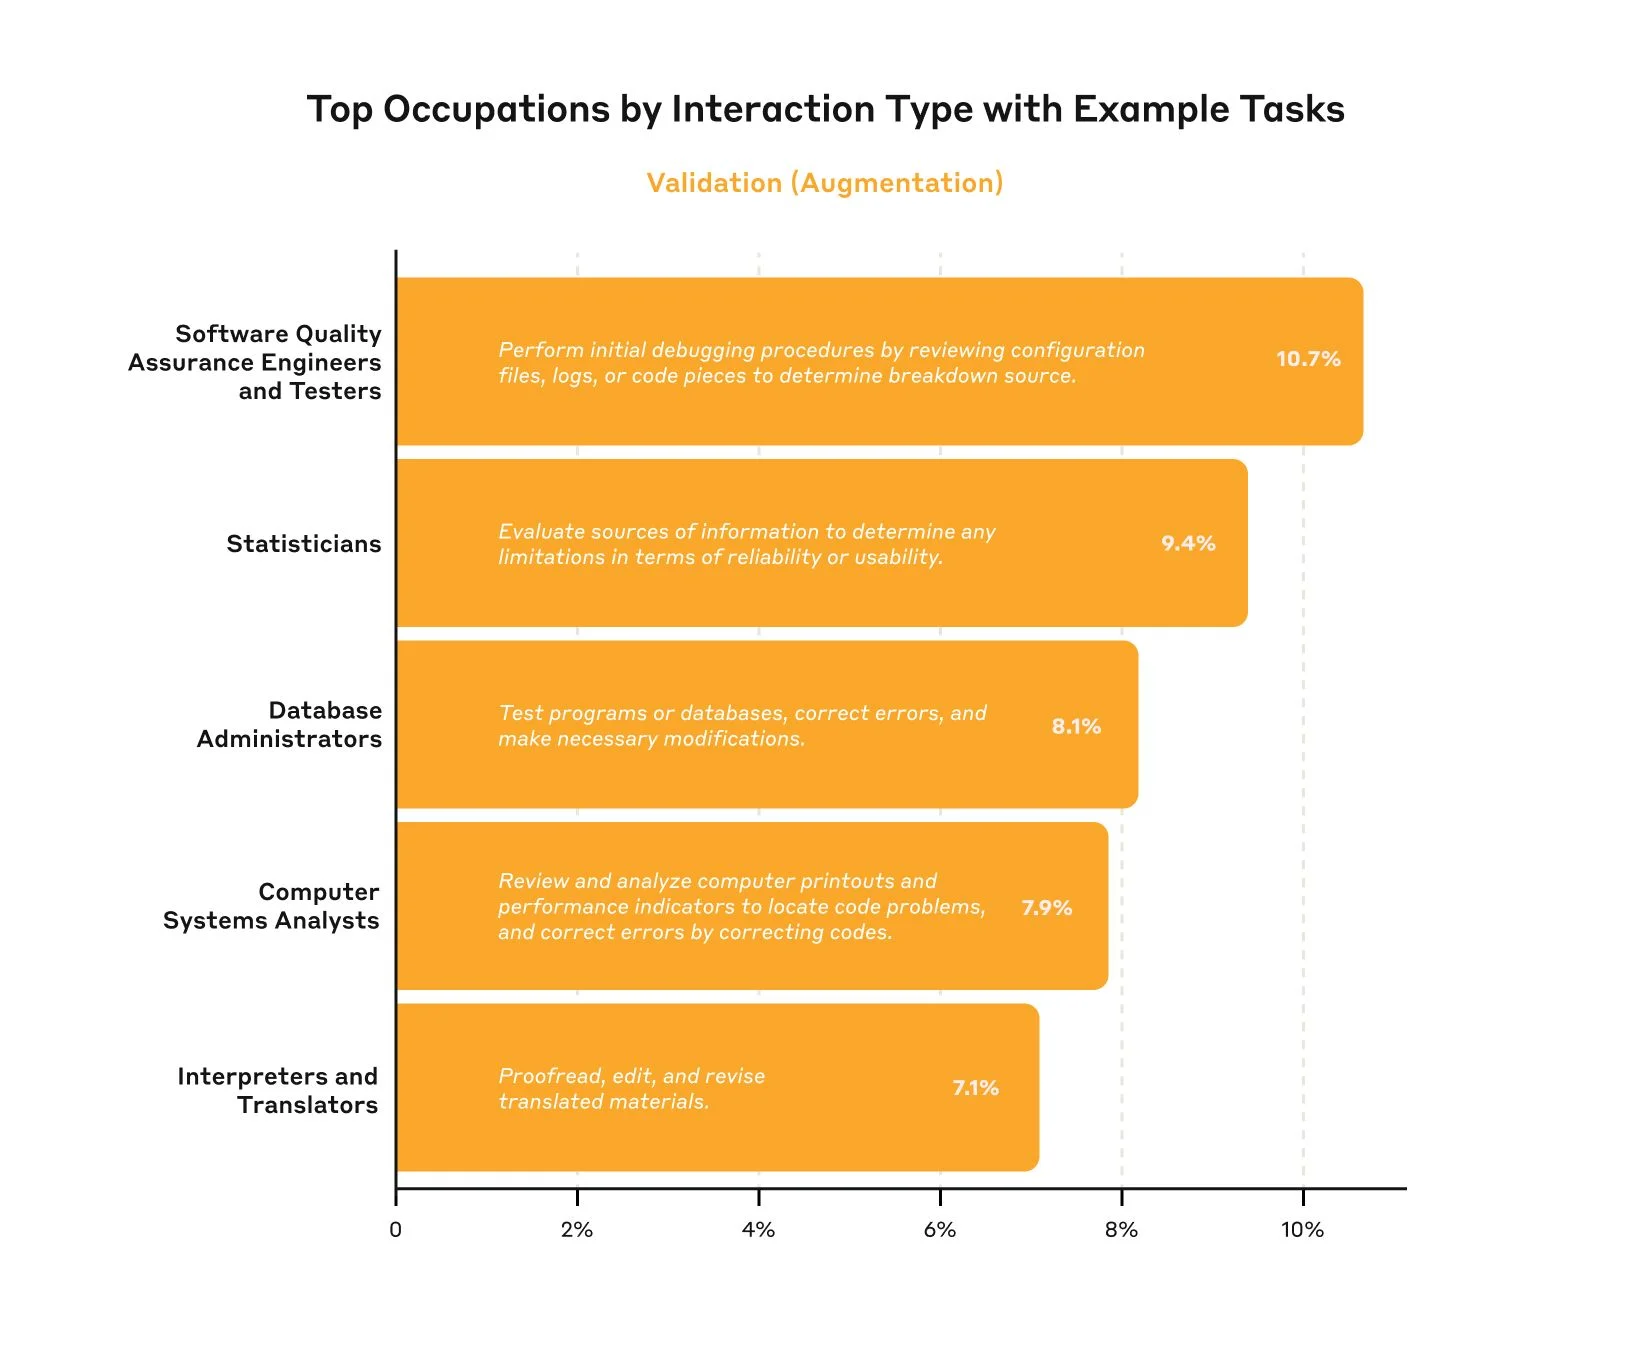 Top Occupations by Interaction Type with Example Tasks
Validation (Augmentation)
Software Quality
Assurance Engineers
and Testers
Perform initial debugging procedures by reviewing configuration
files, logs, or code pieces to determine breakdown source.
10.7%
Statisticians
Evaluate sources of information to determine any
limitations in terms of reliability or usability.
9.4%
Database
Administrators
Test programs or databases, correct errors, and
make necessary modifications.
8.1%
Computer
Systems Analysts
Review and analyze computer printouts and
performance indicators to locate code problems,
and correct errors by correcting codes.
7.9%
Interpreters and
Translators
Proofread, edit, and revise
translated materials.
7.1%
0 2% 4% 6% 8% 10%